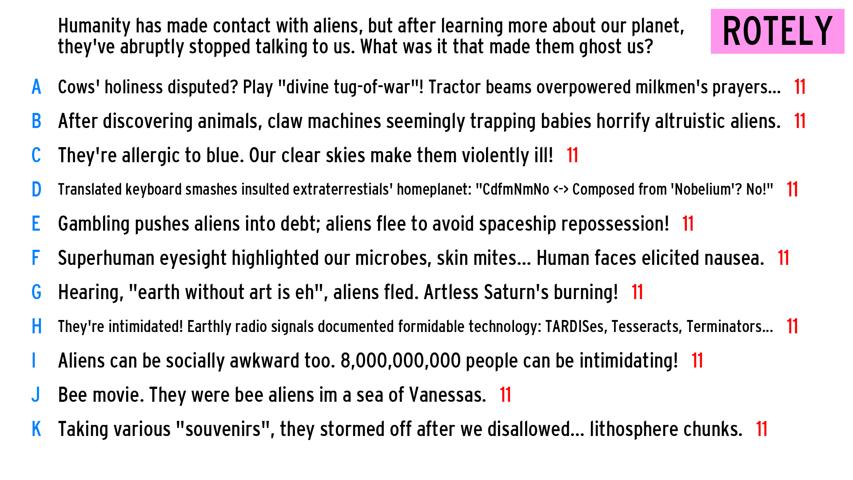 Humanity has made contact with aliens, but after learning more about our planet,
they've abruptly stopped talking to us. What was it that made them ghost us?
ROTELY
A Cows' holiness disputed? Play "divine tug-of-war"! Tractor beams overpowered milkmen's prayers... 11
B After discovering animals, claw machines seemingly trapping babies horrify altruistic aliens. 11
C They're allergic to blue. Our clear skies make them violently ill! 11
D Translated keyboard smashes insulted extraterrestials' homeplanet: "CdfmNmNo <-> Composed from 'Nobelium'? No!" 11
E Gambling pushes aliens into debt; aliens flee to avoid spaceship repossession! 11
F Superhuman eyesight highlighted our microbes, skin mites... Human faces elicited nausea. 11
G Hearing, "earth without art is eh", aliens fled. Artless Saturn's burning! 11
H They're intimidated! Earthly radio signals documented formidable technology: TARDISes, Tesseracts, Terminators... 11
I Aliens can be socially awkward too. 8,000,000,000 people can be intimidating! 11
J Bee movie. They were bee aliens im a sea of Vanessas. 11
K Taking various "souvenirs", they stormed off after we disallowed... lithosphere chunks. 11